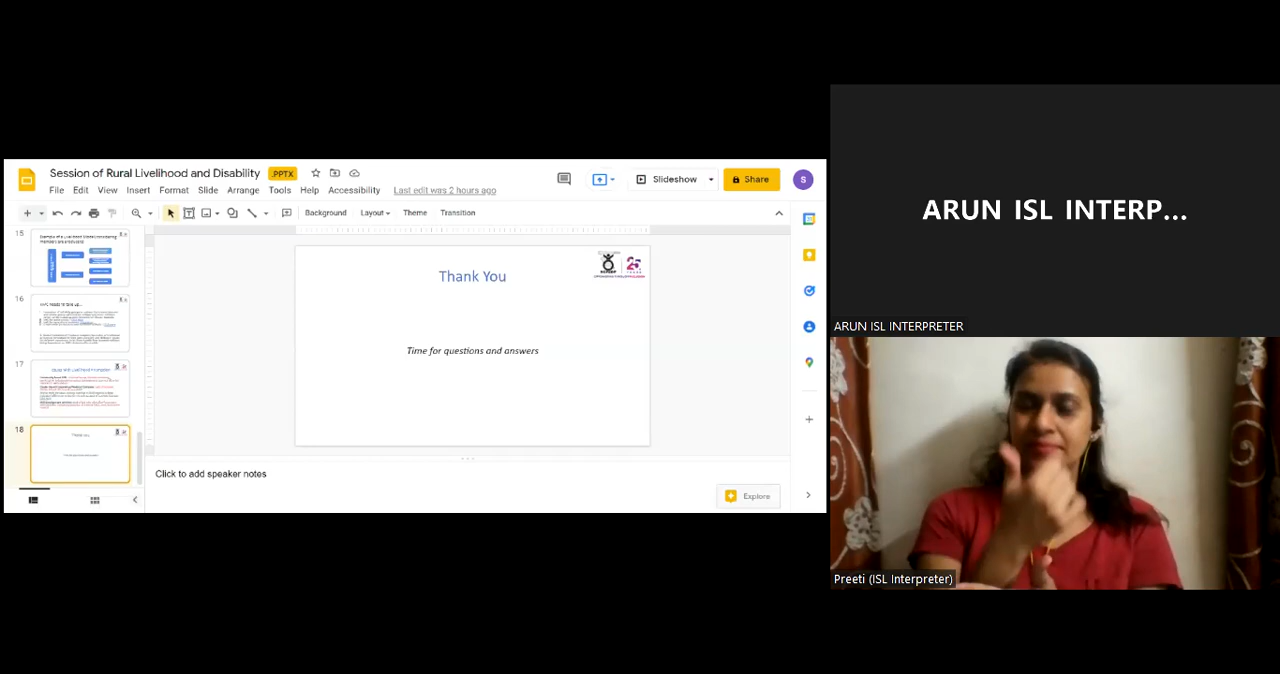 Session of Rural Livelihood and Disability .PPTX
File Edit View Insert Format Slide Arrange Tools Help Accessibility Last edit was 2 hours ago
Slideshow
Share
S
Background Layout Theme Transition
15
16
17
18
Thank You
25
Time for questions and answers
Click to add speaker notes
Explore
ARUN ISL INTERP...
ARUN ISL INTERPRETER
Preeti (ISL Interpreter)